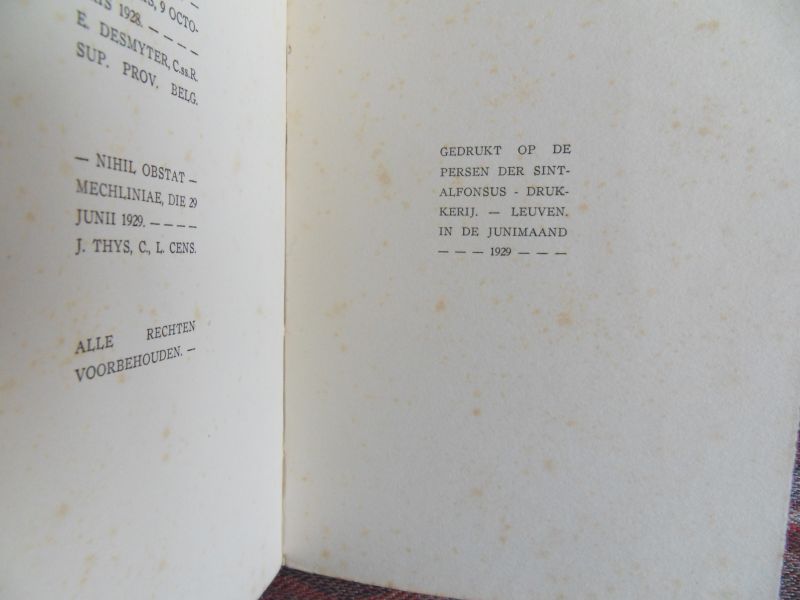 9 OCTO-
1928. — — — —
E. DESMYTER, C.ss.R.
SUP. PROV. BELG.
— NIHIL OBSTAT —
MECHLINIAE, DIE 29
JUNII 1929. — — — —
J. THYS, C., L. CENS.
ALLE RECHTEN
VOORBEHOUDEN. —
GEDRUKT OP DE
PERSEN DER SINT-
ALFONSUS - DRUK-
KERIJ. — LEUVEN.
IN DE JUNIMAAND
— — — 1929 — — —